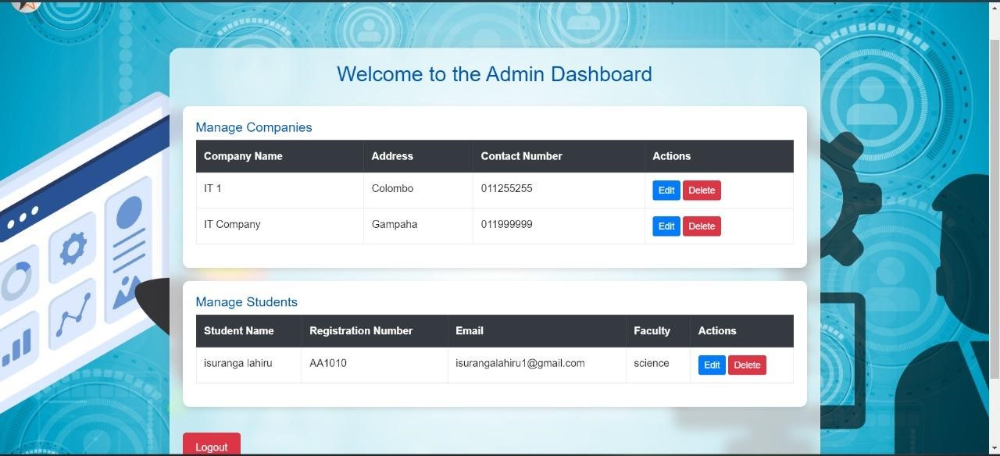 Welcome to the Admin Dashboard
Manage Companies
Company Name Address Contact Number Actions
IT 1 Colombo 011255255 Edit Delete
IT Company Gampaha 011999999 Edit Delete
Manage Students
Student Name Registration Number Email Faculty Actions
isuranga lahiru AA1010 isurangalahiru1@gmail.com science Edit Delete
Logout